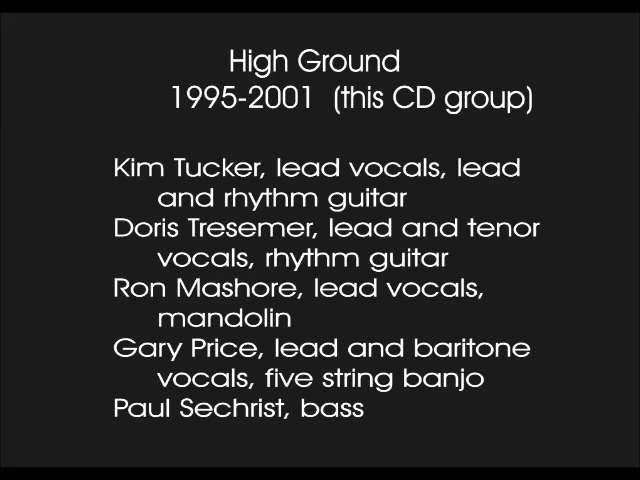 High Ground
1995-2001 (this CD group)
Kim Tucker, lead vocals, lead
and rhythm guitar
Doris Tresemer, lead and tenor
vocals, rhythm guitar
Ron Mashore, lead vocals,
mandolin
Gary Price, lead and baritone
vocals, five string banjo
Paul Sechrist, bass